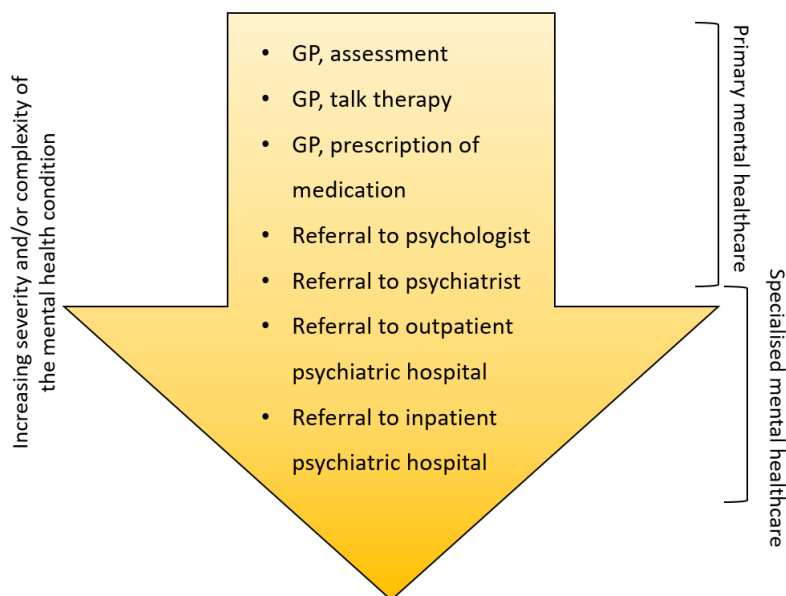 Increasing severity and/or complexity of
the mental health condition
• GP, assessment
• GP, talk therapy
• GP, prescription of
medication
• Referral to psychologist
• Referral to psychiatrist
• Referral to outpatient
psychiatric hospital
• Referral to inpatient
psychiatric hospital
Primary mental healthcare
Specialised mental healthcare